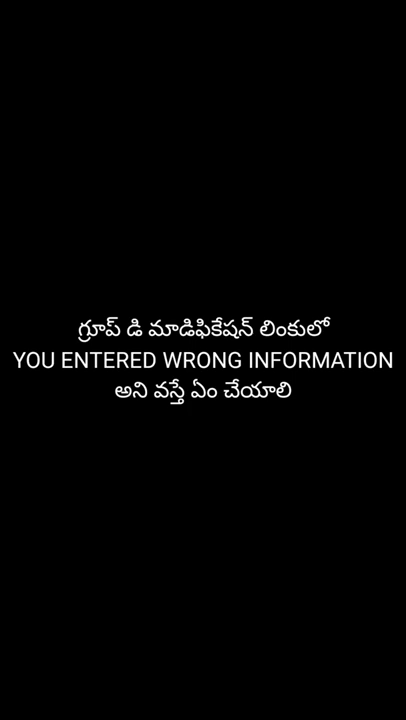 గ్రూప్ డి మాడిఫికేషన్ లింకులో
YOU ENTERED WRONG INFORMATION
అని వస్తే ఏం చేయాలి